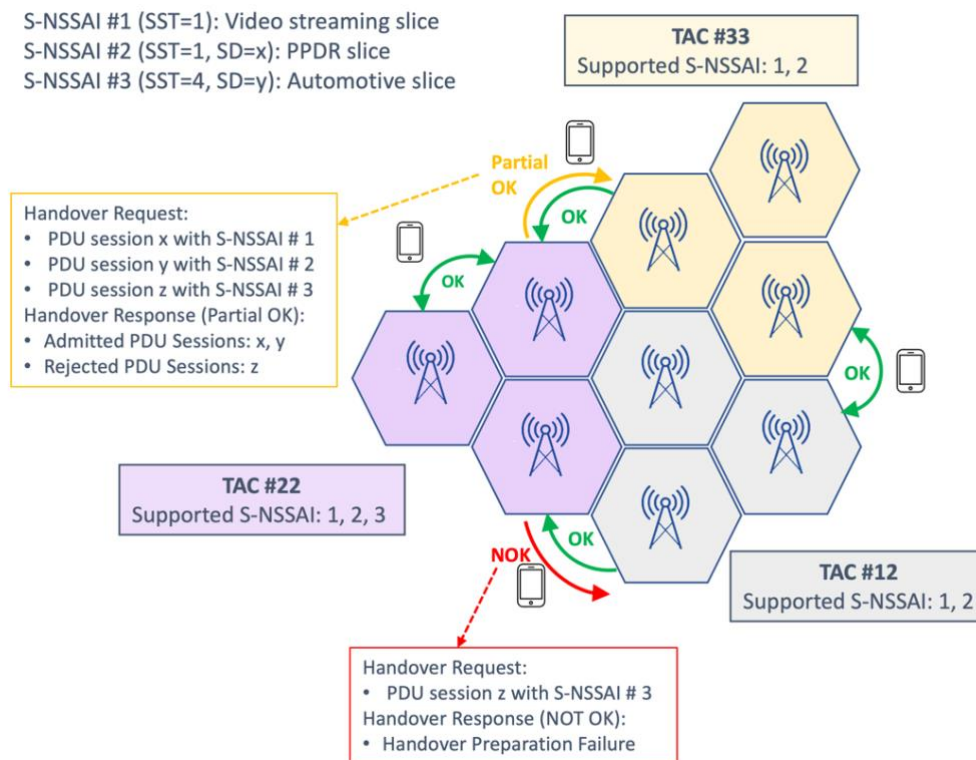 S-NSSAI #1 (SST=1): Video streaming slice
S-NSSAI #2 (SST=1, SD=x): PPDR slice
S-NSSAI #3 (SST=4, SD=y): Automotive slice
TAC #33
Supported S-NSSAI: 1, 2
Partial
OK
OK
Handover Request:
• PDU session x with S-NSSAI # 1
• PDU session y with S-NSSAI # 2
• PDU session z with S-NSSAI # 3
Handover Response (Partial OK):
• Admitted PDU Sessions: x, y
• Rejected PDU Sessions: z
OK
OK
TAC #22
Supported S-NSSAI: 1, 2, 3
OK
NOK
TAC #12
Supported S-NSSAI: 1, 2
Handover Request:
• PDU session z with S-NSSAI # 3
Handover Response (NOT OK):
• Handover Preparation Failure